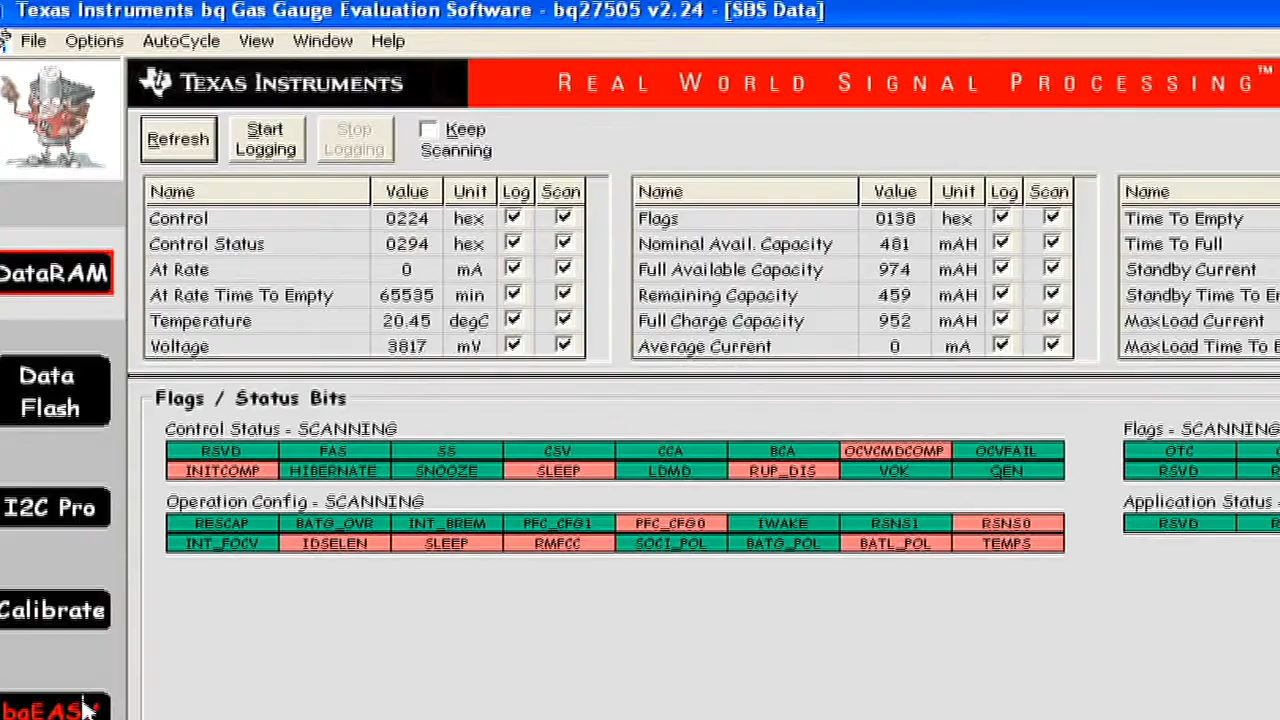 Texas Instruments bq Gas Gauge Evaluation Software - bq27505 v2.24 - [SBS Data]
File Options AutoCycle View Window Help
TEXAS INSTRUMENTS REAL WORLD SIGNAL PROCESSING™
Refresh Start Logging Stop Logging Keep Scanning
Name Value Unit Log Scan Name Value Unit Log Scan Name
Control 0224 hex Flags 0138 hex Time To Empty
Control Status 0294 hex Nominal Avail. Capacity 481 mAH Time To Full
At Rate 0 mA Full Available Capacity 974 mAH Standby Current
At Rate Time To Empty 65535 min Remaining Capacity 459 mAH Standby Time To E
Temperature 20.45 degC Full Charge Capacity 952 mAH MaxLoad Current
Voltage 3817 mV Average Current 0 mA MaxLoad Time To E
DataRAM
Data
Flash
I2C Pro
Calibrate
bqEASY
Flags / Status Bits
Control Status - SCANNING Flags - SCANNING
RSVD FAS SS CSV CCA BCA OCVCMDCOMP OCVFAIL OTC
INITCOMP HIBERNATE SNOOZE SLEEP LDMD RUP_DIS VOK QEN RSVD
Operation Config - SCANNING Application Status -
RESCAP BATG_OVR INT_BREM PFC_CFG1 PFC_CFG0 IWAKE RSNS1 RSNS0 RSVD
INT_FOCV IDSELEN SLEEP RMFCC SOCI_POL BATG_POL BATL_POL TEMPS